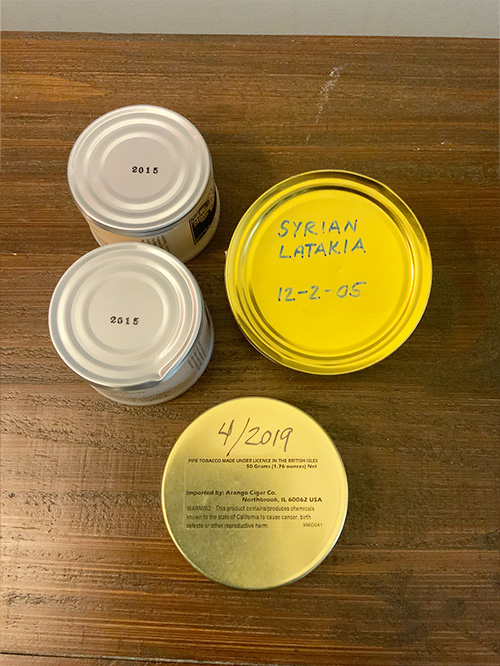 2015
SYRIAN
LATAKIA
12-2-05
2015
4/2019
PIPE TOBACCO MADE UNDER LICENCE IN THE BRITISH ISLES
50 Grams (1.76 ounces) Net
Imported by: Arango Cigar Co.
Northbrook, IL 60062 USA
WARNING: This product contains/produces chemicals
known to the state of California to cause cancer, birth
defects or other reproductive harm.